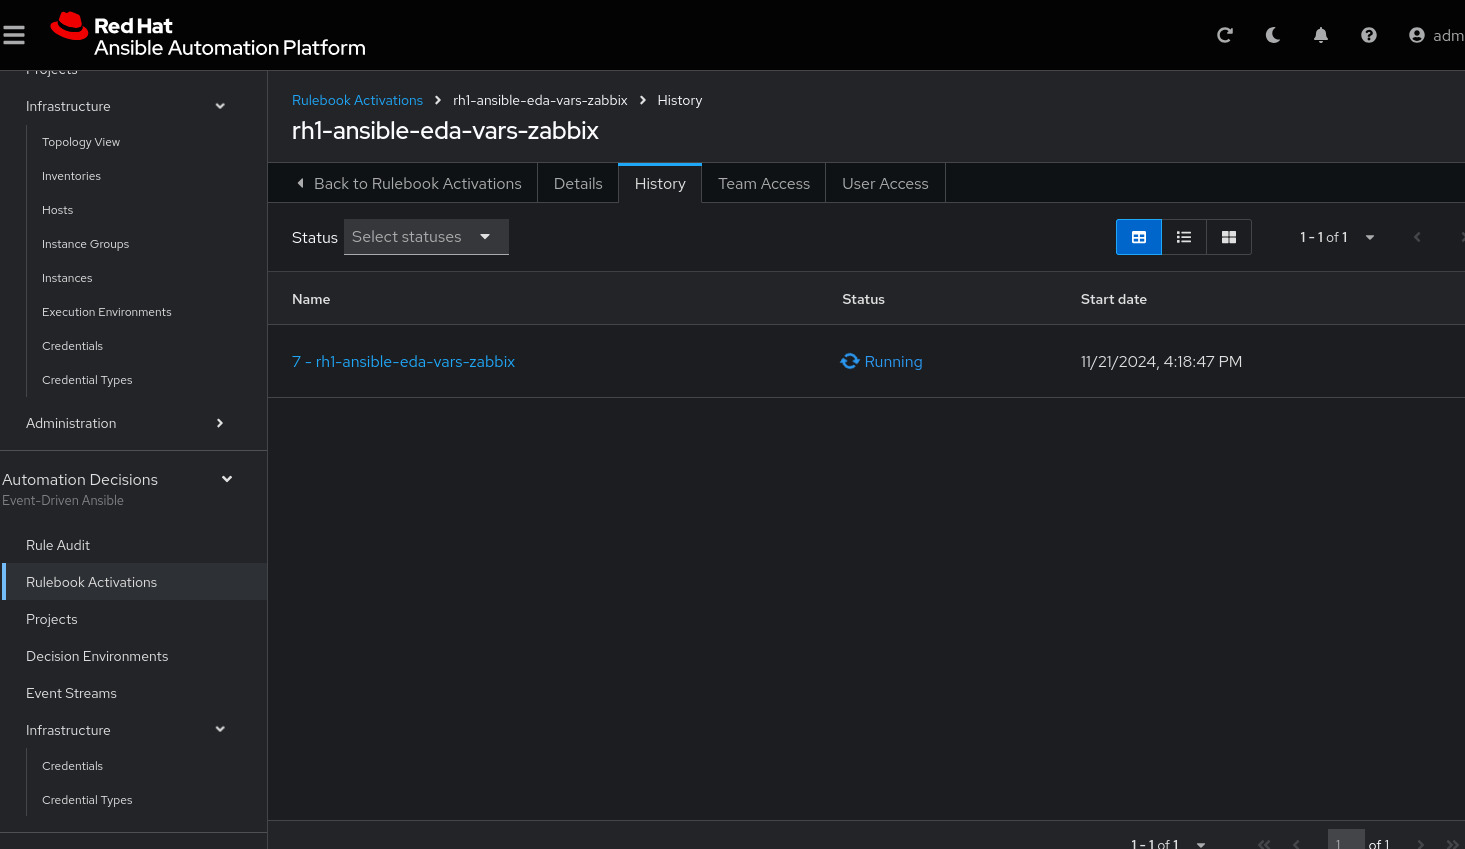 Red Hat
Ansible Automation Platform
adm
Projects
Infrastructure
Topology View
Inventories
Hosts
Instance Groups
Instances
Execution Environments
Credentials
Credential Types
Administration
Automation Decisions
Event-Driven Ansible
Rule Audit
Rulebook Activations
Projects
Decision Environments
Event Streams
Infrastructure
Credentials
Credential Types
Rulebook Activations rh1-ansible-eda-vars-zabbix History
rh1-ansible-eda-vars-zabbix
Back to Rulebook Activations Details History Team Access User Access
Status Select statuses 1 - 1 of 1
Name Status Start date
7 - rh1-ansible-eda-vars-zabbix Running 11/21/2024, 4:18:47 PM
1 - 1 of 1 1 of 1